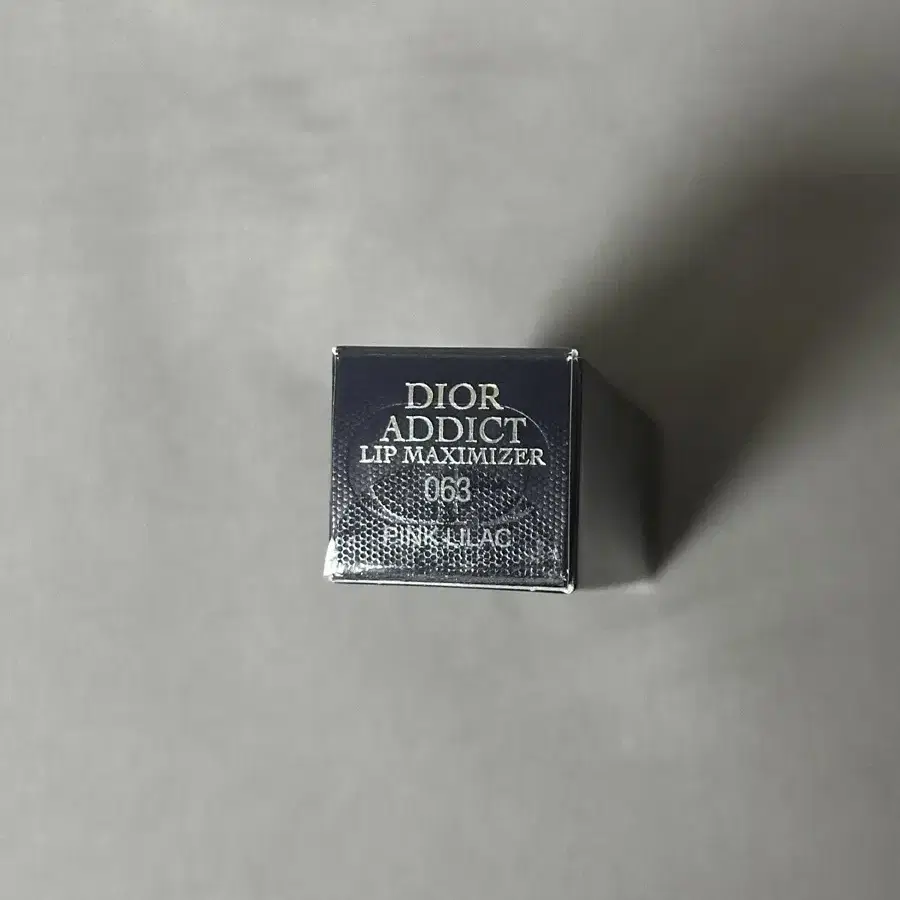 DIOR
ADDICT
LIP MAXIMIZER
063
PINK LILAC